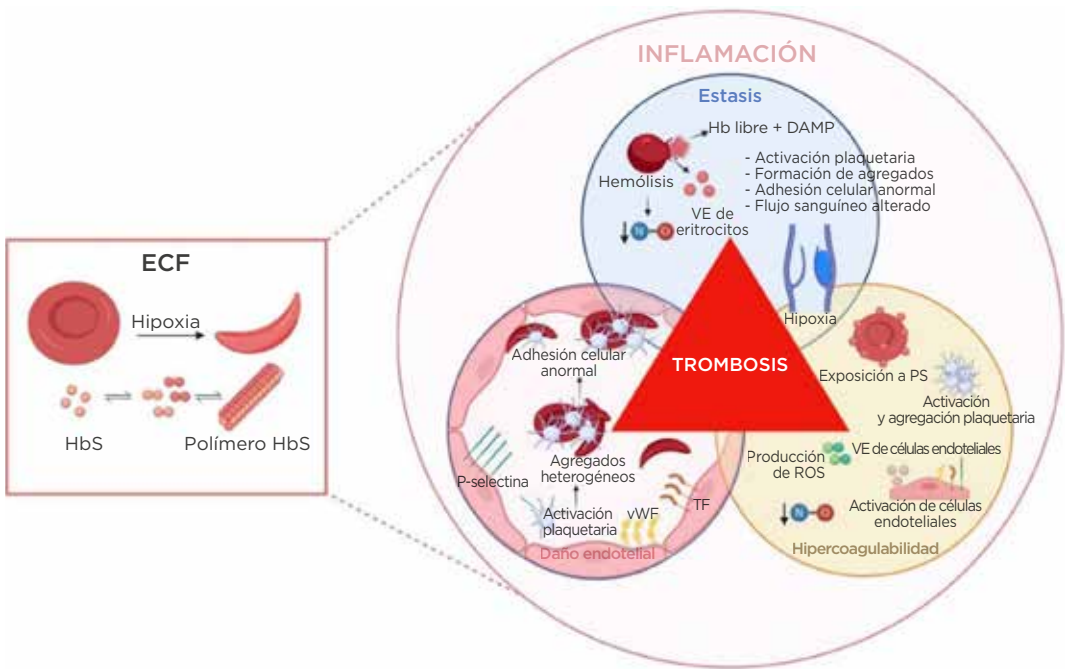 INFLAMACIÓN
Estasis
Hb libre + DAMP
- Activación plaquetaria
- Formación de agregados
- Adhesión celular anormal
- Flujo sanguíneo alterado
Hemólisis
VE de
eritrocitos
N O
Hipoxia
ECF
Hipoxia
HbS
Polímero HbS
TROMBOSIS
Adhesión celular
anormal
Agregados
heterogéneos
P-selectina
Activación
plaquetaria
vWF
TF
Daño endotelial
Exposición a PS
Activación
y agregación plaquetaria
Producción
de ROS
VE de células endoteliales
N O
Activación de células
endoteliales
Hipercoagulabilidad